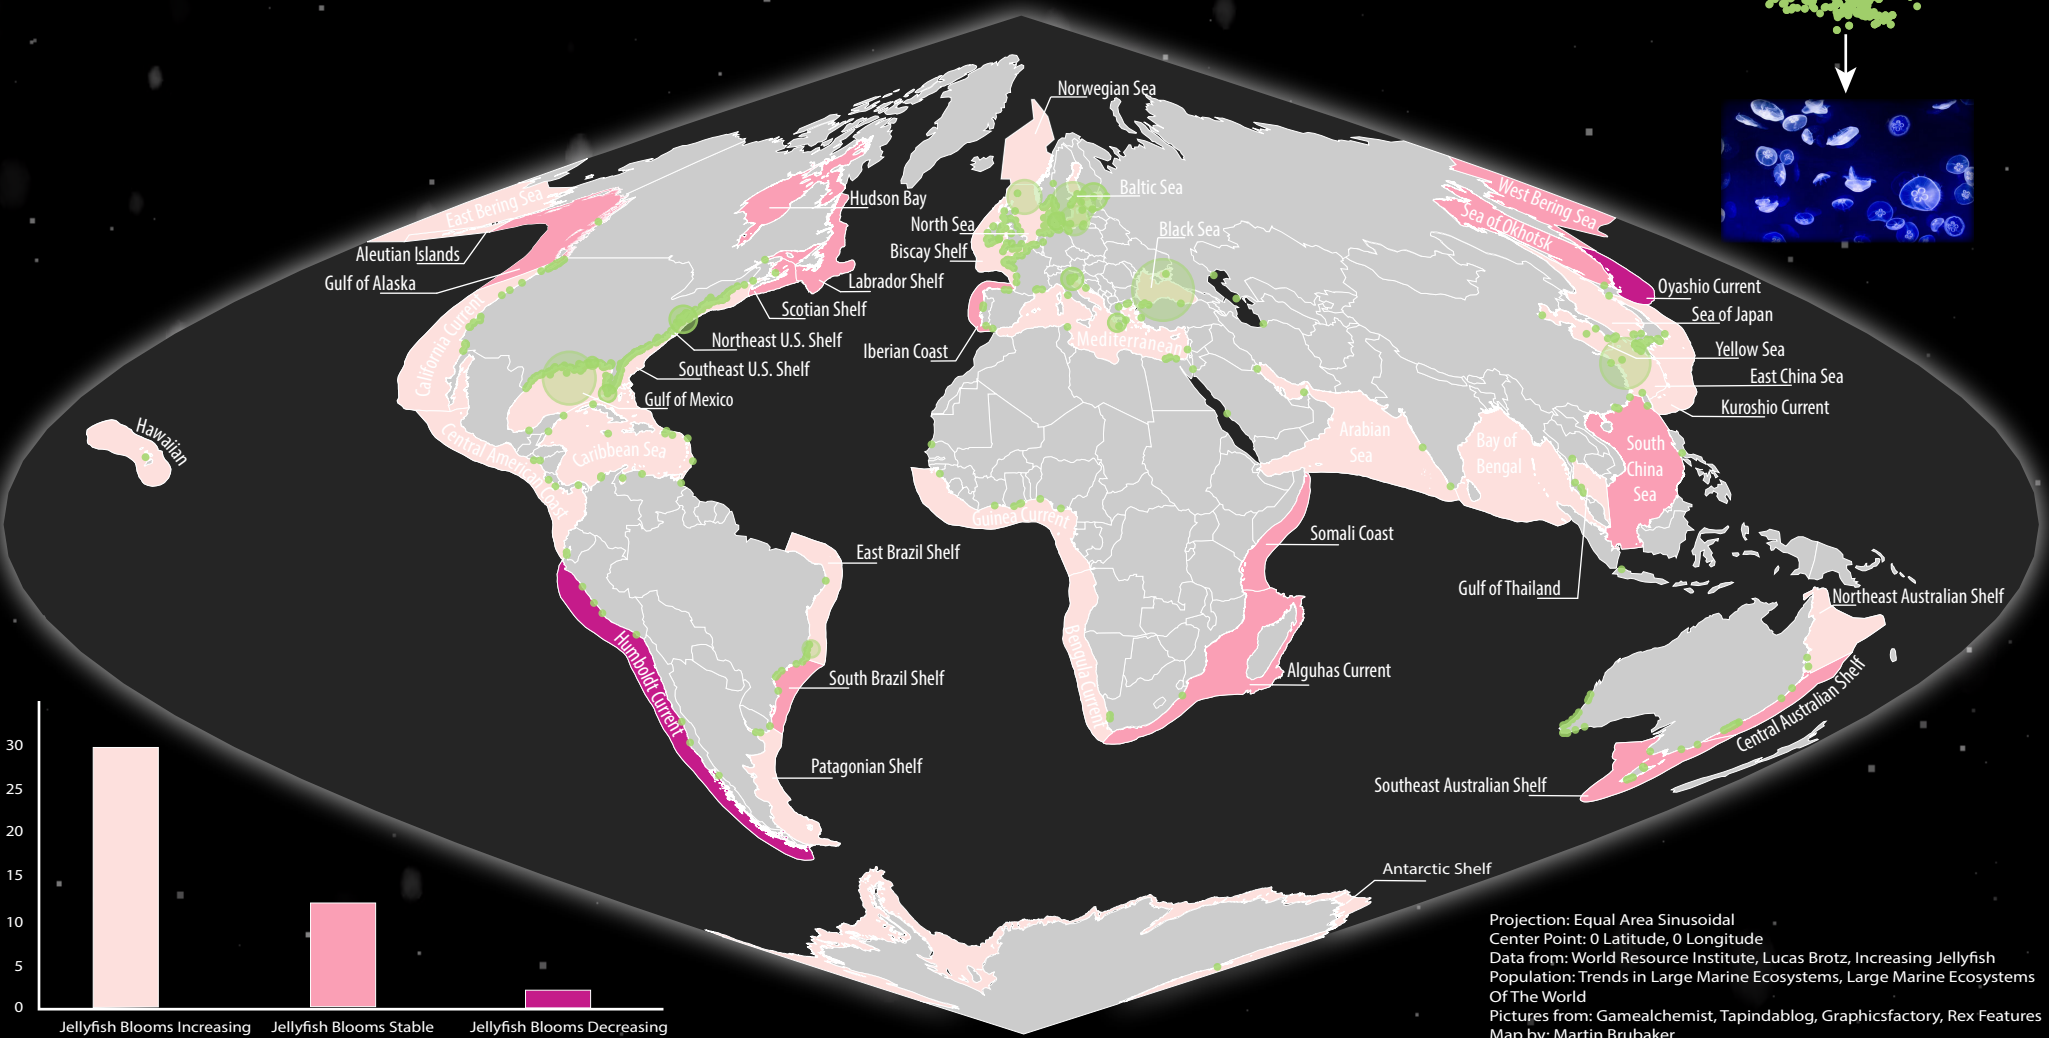 Norwegian Sea
Hudson Bay
Baltic Sea
East Bering Sea
West Bering Sea
Sea of Okhotsk
North Sea
Black Sea
Aleutian Islands
Biscay Shelf
Gulf of Alaska
Labrador Shelf
Oyashio Current
Scotian Shelf
Sea of Japan
California Current
Northeast U.S. Shelf
Iberian Coast
Mediterranean
Yellow Sea
Southeast U.S. Shelf
East China Sea
Gulf of Mexico
Kuroshio Current
Hawaiian
Central American Coast
Caribbean Sea
Arabian
Sea
Bay of
Bengal
South
China
Sea
Guinea Current
Somali Coast
East Brazil Shelf
Gulf of Thailand
Northeast Australian Shelf
Humboldt Current
Bengula Current
Alguhas Current
South Brazil Shelf
Central Australian Shelf
Patagonian Shelf
Southeast Australian Shelf
Antarctic Shelf
30
25
20
15
10
5
0
Jellyfish Blooms Increasing
Jellyfish Blooms Stable
Jellyfish Blooms Decreasing
Projection: Equal Area Sinusoidal
Center Point: 0 Latitude, 0 Longitude
Data from: World Resource Institute, Lucas Brotz, Increasing Jellyfish
Population: Trends in Large Marine Ecosystems, Large Marine Ecosystems
Of The World
Pictures from: Gamealchemist, Tapindablog, Graphicsfactory, Rex Features
Map by: Martin Brubaker